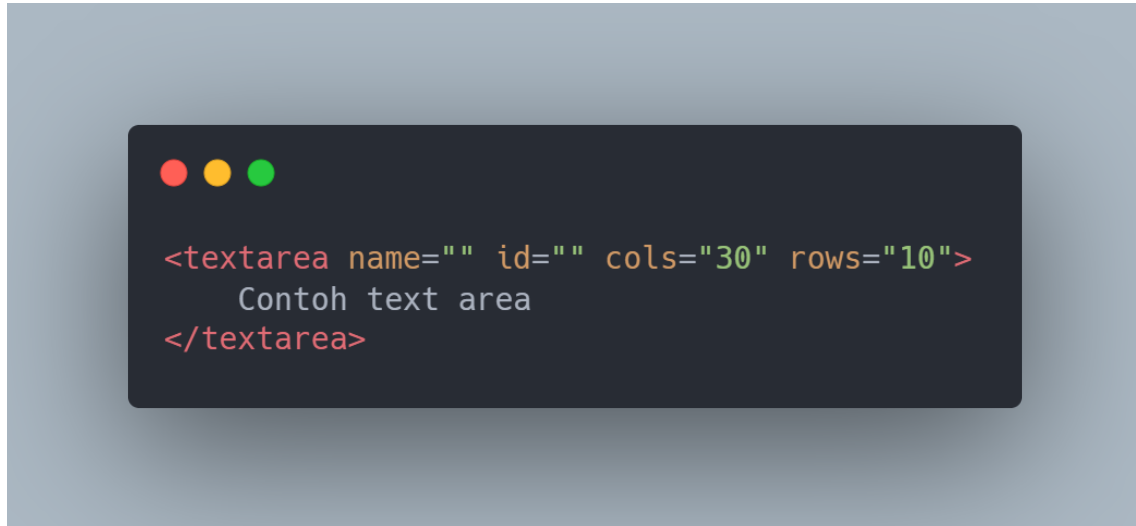 <textarea name="" id="" cols="30" rows="10">
    Contoh text area
</textarea>